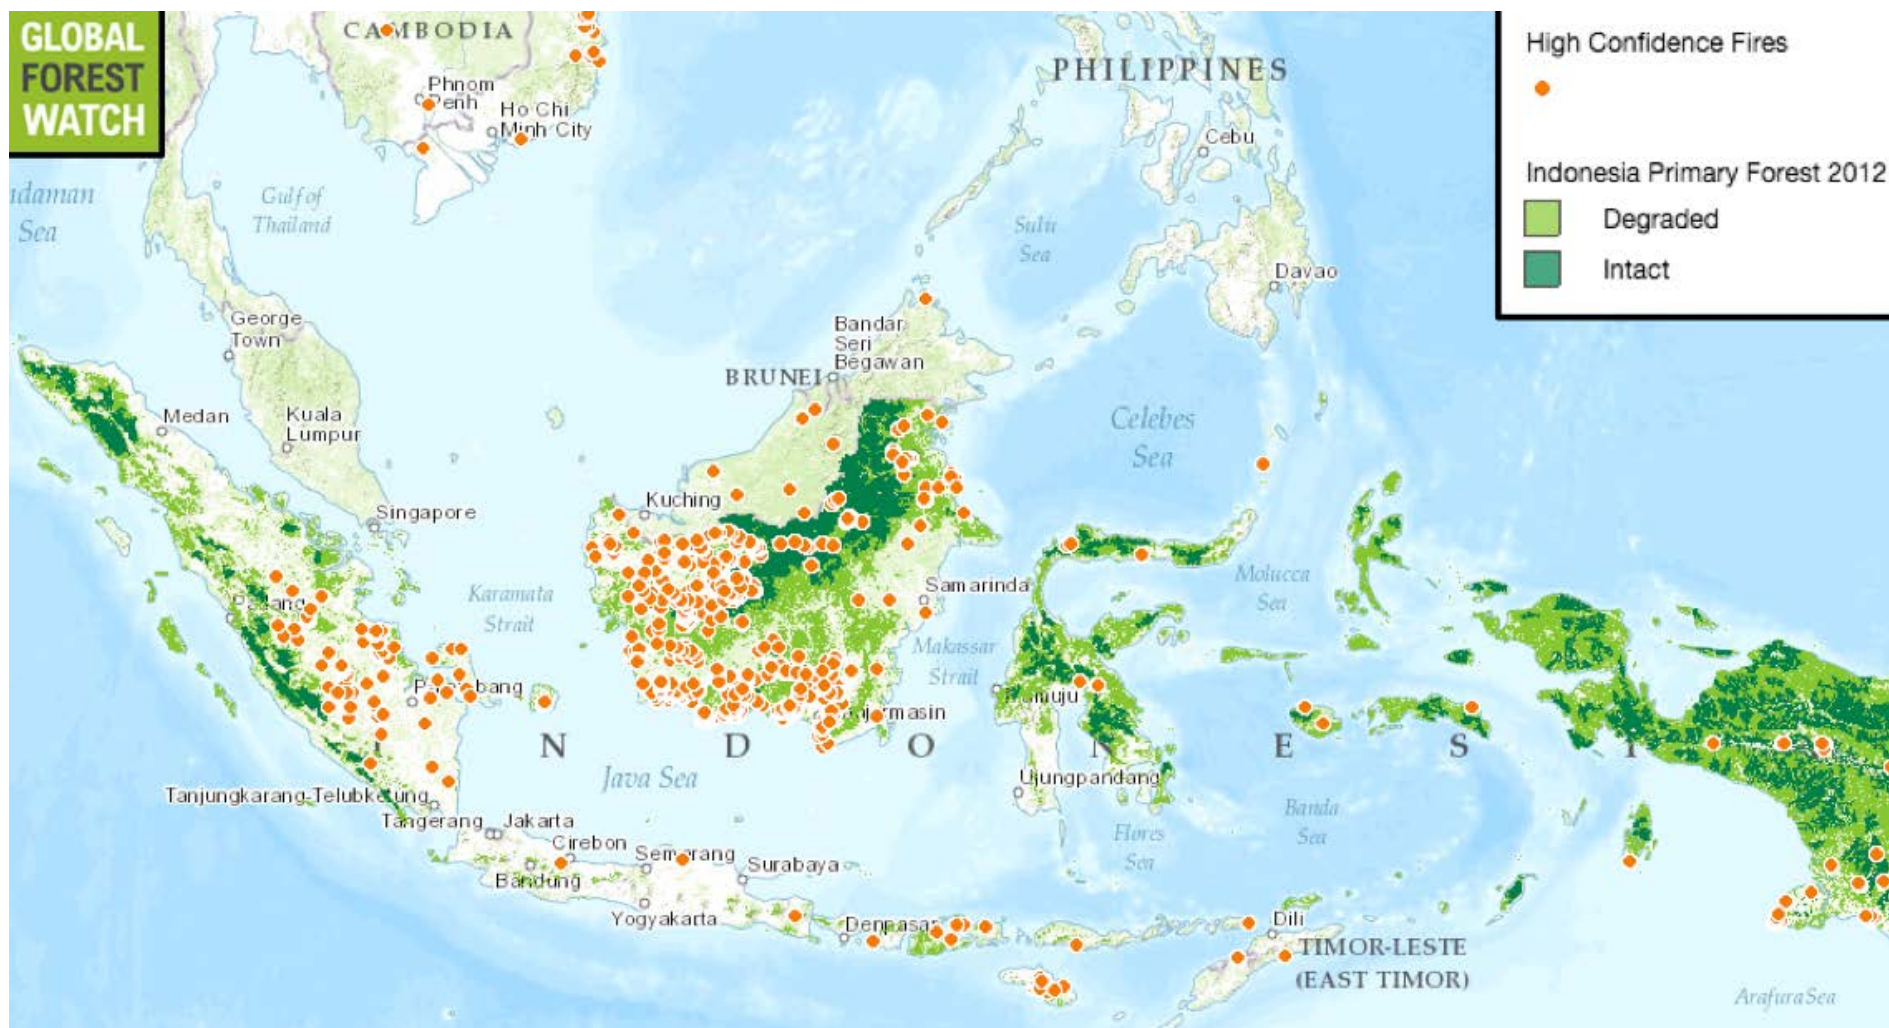 GLOBAL
FOREST
WATCH
High Confidence Fires
Indonesia Primary Forest 2012
Degraded
Intact
CAMBODIA
Phnom
Penh
Ho Chi
Minh City
PHILIPPINES
Cebu
Sea
Gulf of
Thailand
Sulu
Sea
Davao
George
Town
Bandar
Seri
Begawan
BRUNEI
Medan
Kuala
Lumpur
Celebes
Sea
Kuching
Singapore
Karamata
Strait
Samarinda
Molucca
Sea
Makassar
Strait
INDONESIA
Java Sea
Ujungpandang
Tanjungkarang-Telubketung
Tangerang
Jakarta
Cirebon
Semarang
Surabaya
Bandung
Yogyakarta
Banda
Sea
Flores
Sea
Denpasar
Dili
TIMOR-LESTE
(EAST TIMOR)
Arafura Sea